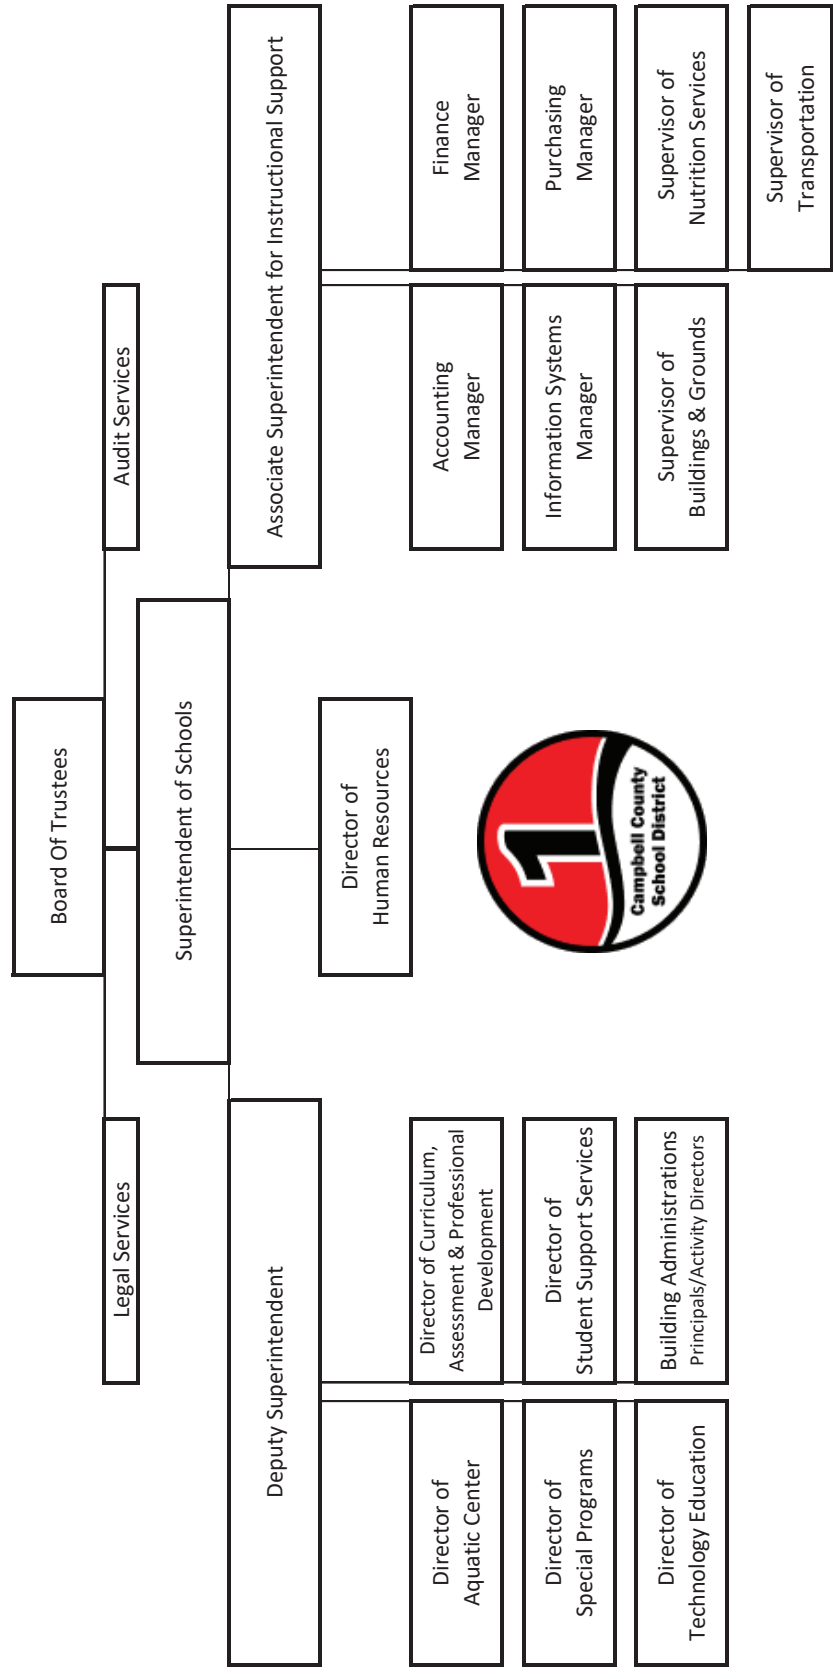 Board Of Trustees
Legal Services
Audit Services
Superintendent of Schools
Deputy Superintendent
Associate Superintendent for Instructional Support
Director of
Human Resources
Director of
Aquatic Center
Director of Curriculum,
Assessment & Professional
Development
Accounting
Manager
Finance
Manager
Director of
Special Programs
Director of
Student Support Services
Information Systems
Manager
Purchasing
Manager
Director of
Technology Education
Building Administrations
Principals/Activity Directors
Supervisor of
Buildings & Grounds
Supervisor of
Nutrition Services
Supervisor of
Transportation
1
Campbell County
School District